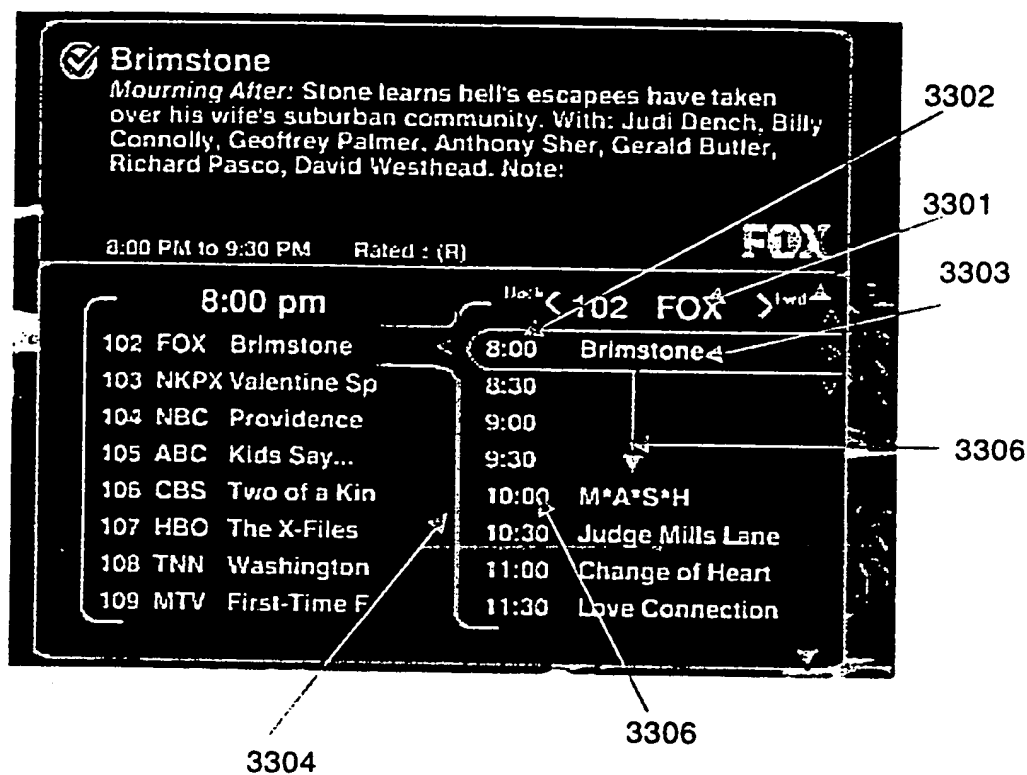 Brimstone
Mourning After: Stone learns hell's escapees have taken
over his wife's suburban community. With: Judi Dench, Billy
Connolly, Geoffrey Palmer, Anthony Sher, Gerald Butler,
Richard Pasco, David Westhead. Note:
8:00 PM to 9:30 PM Rated : (R)
FOX
8:00 pm
102 FOX Brimstone
103 NKPX Valentine Sp
104 NBC Providence
105 ABC Kids Say...
106 CBS Two of a Kin
107 HBO The X-Files
108 TNN Washington
109 MTV First-Time F
Back < 102 FOX > Fwd
8:00 Brimstone
8:30
9:00
9:30
10:00 M*A*S*H
10:30 Judge Mills Lane
11:00 Change of Heart
11:30 Love Connection
3302
3301
3303
3306
3306
3304